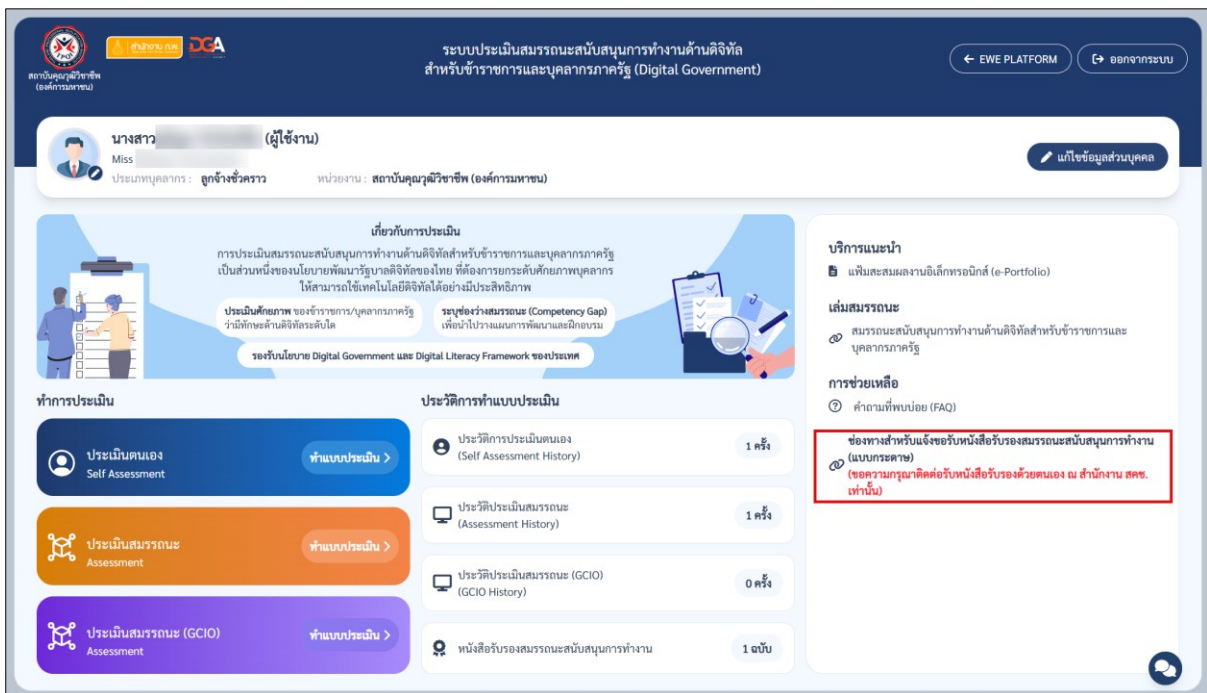 สถาบันคุณวุฒิวิชาชีพ
(องค์การมหาชน)
สำนักงาน ก.พ.
DGA
ระบบประเมินสมรรถนะสนับสนุนการทำงานด้านดิจิทัล
สำหรับข้าราชการและบุคลากรภาครัฐ (Digital Government)
EWE PLATFORM
ออกจากระบบ
นางสาว (ผู้ใช้งาน)
Miss
ประเภทบุคลากร : ลูกจ้างชั่วคราว หน่วยงาน : สถาบันคุณวุฒิวิชาชีพ (องค์การมหาชน)
แก้ไขข้อมูลส่วนบุคคล
เกี่ยวกับการประเมิน
การประเมินสมรรถนะสนับสนุนการทำงานด้านดิจิทัลสำหรับข้าราชการและบุคลากรภาครัฐ
เป็นส่วนหนึ่งของนโยบายพัฒนารัฐบาลดิจิทัลของไทย ที่ต้องการยกระดับศักยภาพบุคลากร
ให้สามารถใช้เทคโนโลยีดิจิทัลได้อย่างมีประสิทธิภาพ
ประเมินศักยภาพ ของข้าราชการ/บุคลากรภาครัฐ
ว่ามีทักษะด้านดิจิทัลระดับใด
ระบุช่องว่างสมรรถนะ (Competency Gap)
เพื่อนำไปวางแผนการพัฒนาและฝึกอบรม
รองรับนโยบาย Digital Government และ Digital Literacy Framework ของประเทศ
ทำการประเมิน
ประเมินตนเอง
Self Assessment
ทำแบบประเมิน >
ประเมินสมรรถนะ
Assessment
ทำแบบประเมิน >
ประเมินสมรรถนะ (GCIO)
Assessment
ทำแบบประเมิน >
ประวัติการทำแบบประเมิน
ประวัติการประเมินตนเอง
(Self Assessment History)
1 ครั้ง
ประวัติประเมินสมรรถนะ
(Assessment History)
1 ครั้ง
ประวัติประเมินสมรรถนะ (GCIO)
(GCIO History)
0 ครั้ง
หนังสือรับรองสมรรถนะสนับสนุนการทำงาน
1 ฉบับ
บริการแนะนำ
แฟ้มสะสมผลงานอิเล็กทรอนิกส์ (e-Portfolio)
เล่มสมรรถนะ
สมรรถนะสนับสนุนการทำงานด้านดิจิทัลสำหรับข้าราชการและ
บุคลากรภาครัฐ
การช่วยเหลือ
คำถามที่พบบ่อย (FAQ)
ช่องทางสำหรับแจ้งขอรับหนังสือรับรองสมรรถนะสนับสนุนการทำงาน
(แบบกระดาษ)
(ขอความกรุณาติดต่อรับหนังสือรับรองด้วยตนเอง ณ สำนักงาน สคช.
เท่านั้น)